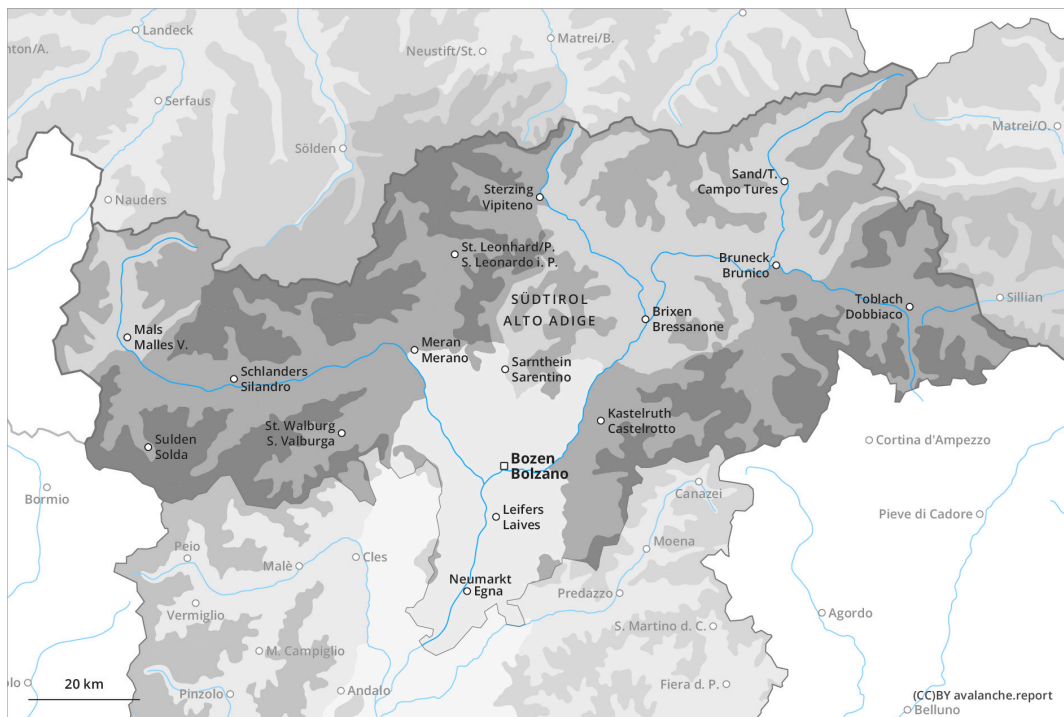 Landeck
nton/A.
Neustift/St.
Matrei/B.
Serfaus
Matrei/O.
Sölden
Sand/T.
Campo Tures
Sterzing
Vipiteno
Nauders
St. Leonhard/P.
S. Leonardo i. P.
Bruneck
Brunico
SÜDTIROL
ALTO ADIGE
Toblach
Dobbiaco
Sillian
Brixen
Bressanone
Mals
Malles V.
Meran
Merano
Sarnthein
Sarentino
Schlanders
Silandro
St. Walburg
S. Valburga
Kastelruth
Castelrotto
Sulden
Solda
Cortina d'Ampezzo
Bozen
Bolzano
Bormio
Canazei
Leifers
Laives
Pieve di Cadore
Moena
Peio
Malè
Cles
Neumarkt
Egna
Predazzo
Vermiglio
Agordo
S. Martino d. C.
M. Campiglio
olo
20 km
Pinzolo
Andalo
Fiera d. P.
(CC)BY avalanche.report
Belluno